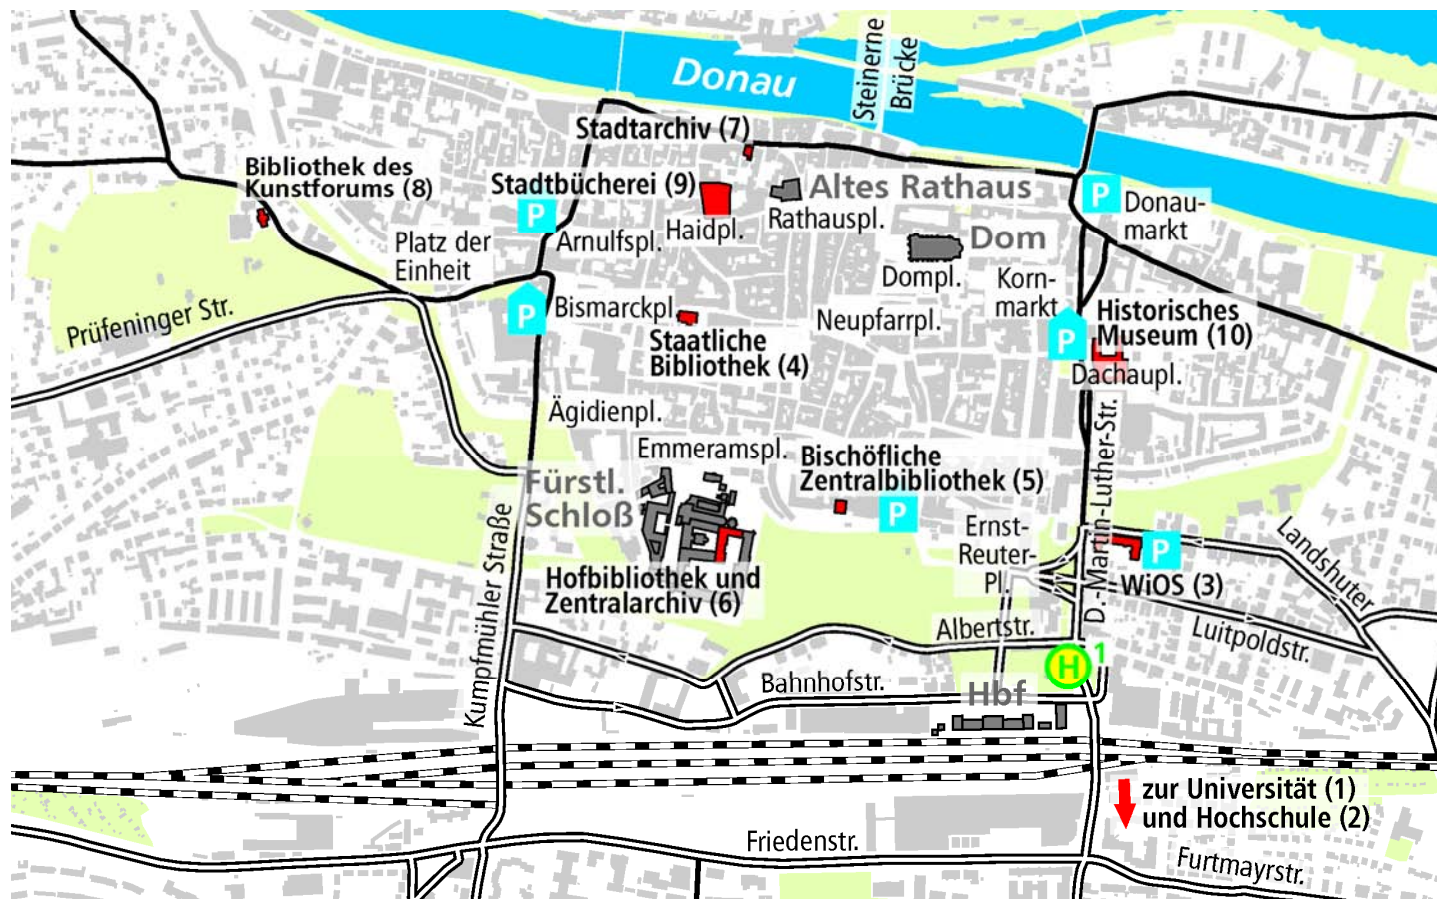 Donau
Steinerne
Brücke
Stadtarchiv (7)
Bibliothek des
Kunstforums (8)
Stadtbücherei (9)
P
Altes Rathaus
Rathauspl.
Haidpl.
Arnulfspl.
P
Donau-
markt
Platz der
Einheit
Dom
Dompl.
Korn-
markt
Prüfeninger Str.
P
Bismarckpl.
Staatliche
Bibliothek (4)
Neupfarrpl.
P
Historisches
Museum (10)
Dachaupl.
Ägidienpl.
Emmeramspl.
Bischöfliche
Zentralbibliothek (5)
P
Fürstl.
Schloß
D.-Martin-Luther-Str.
Ernst-
Reuter-
Pl.
P
WiOS (3)
Landshuter
Hofbibliothek und
Zentralarchiv (6)
Kumpfmühler Straße
Albertstr.
Luitpoldstr.
H 1
Bahnhofstr.
Hbf
zur Universität (1)
und Hochschule (2)
Friedenstr.
Furtmayrstr.